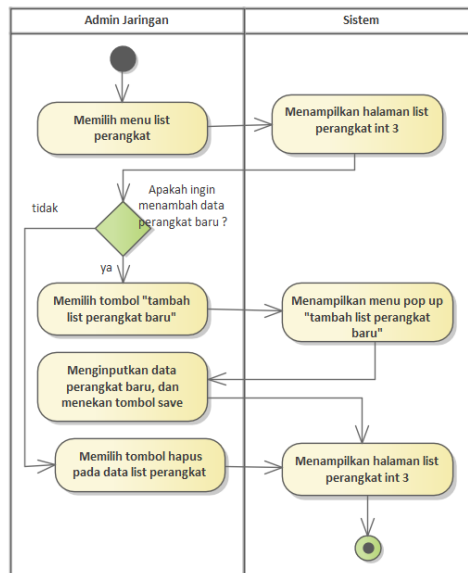 Admin Jaringan
Sistem
Memilih menu list
perangkat
Menampilkan halaman list
perangkat int 3
Apakah ingin
menambah data
perangkat baru ?
tidak
ya
Memilih tombol "tambah
list perangkat baru"
Menampilkan menu pop up
"tambah list perangkat
baru"
Menginputkan data
perangkat baru, dan
menekan tombol save
Memilih tombol hapus
pada data list perangkat
Menampilkan halaman list
perangkat int 3